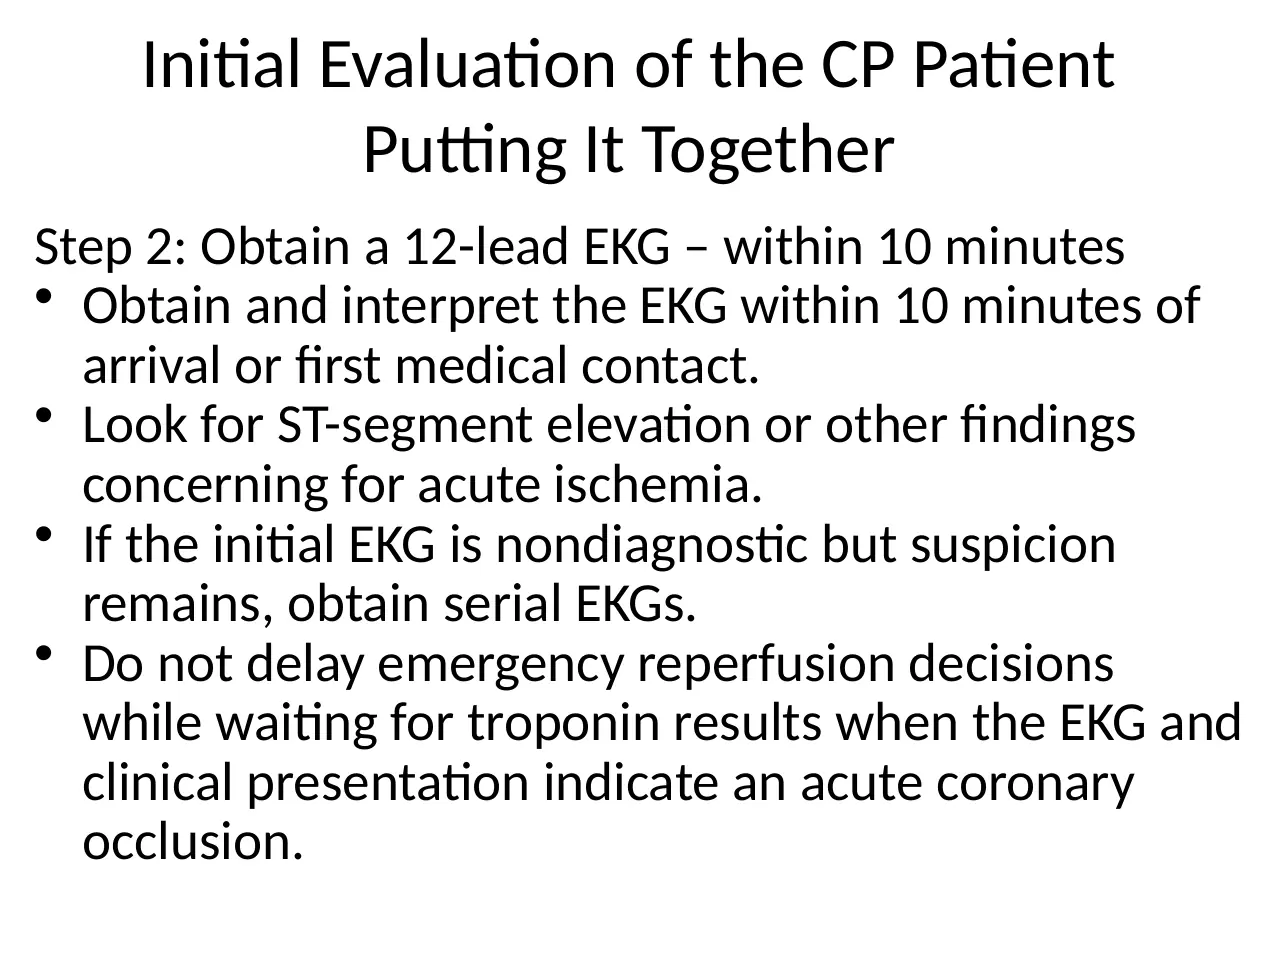 Initial Evaluation of the CP Patient
Putting It Together
Step 2: Obtain a 12-lead EKG – within 10 minutes
• Obtain and interpret the EKG within 10 minutes of
arrival or first medical contact.
• Look for ST-segment elevation or other findings
concerning for acute ischemia.
• If the initial EKG is nondiagnostic but suspicion
remains, obtain serial EKGs.
• Do not delay emergency reperfusion decisions
while waiting for troponin results when the EKG and
clinical presentation indicate an acute coronary
occlusion.